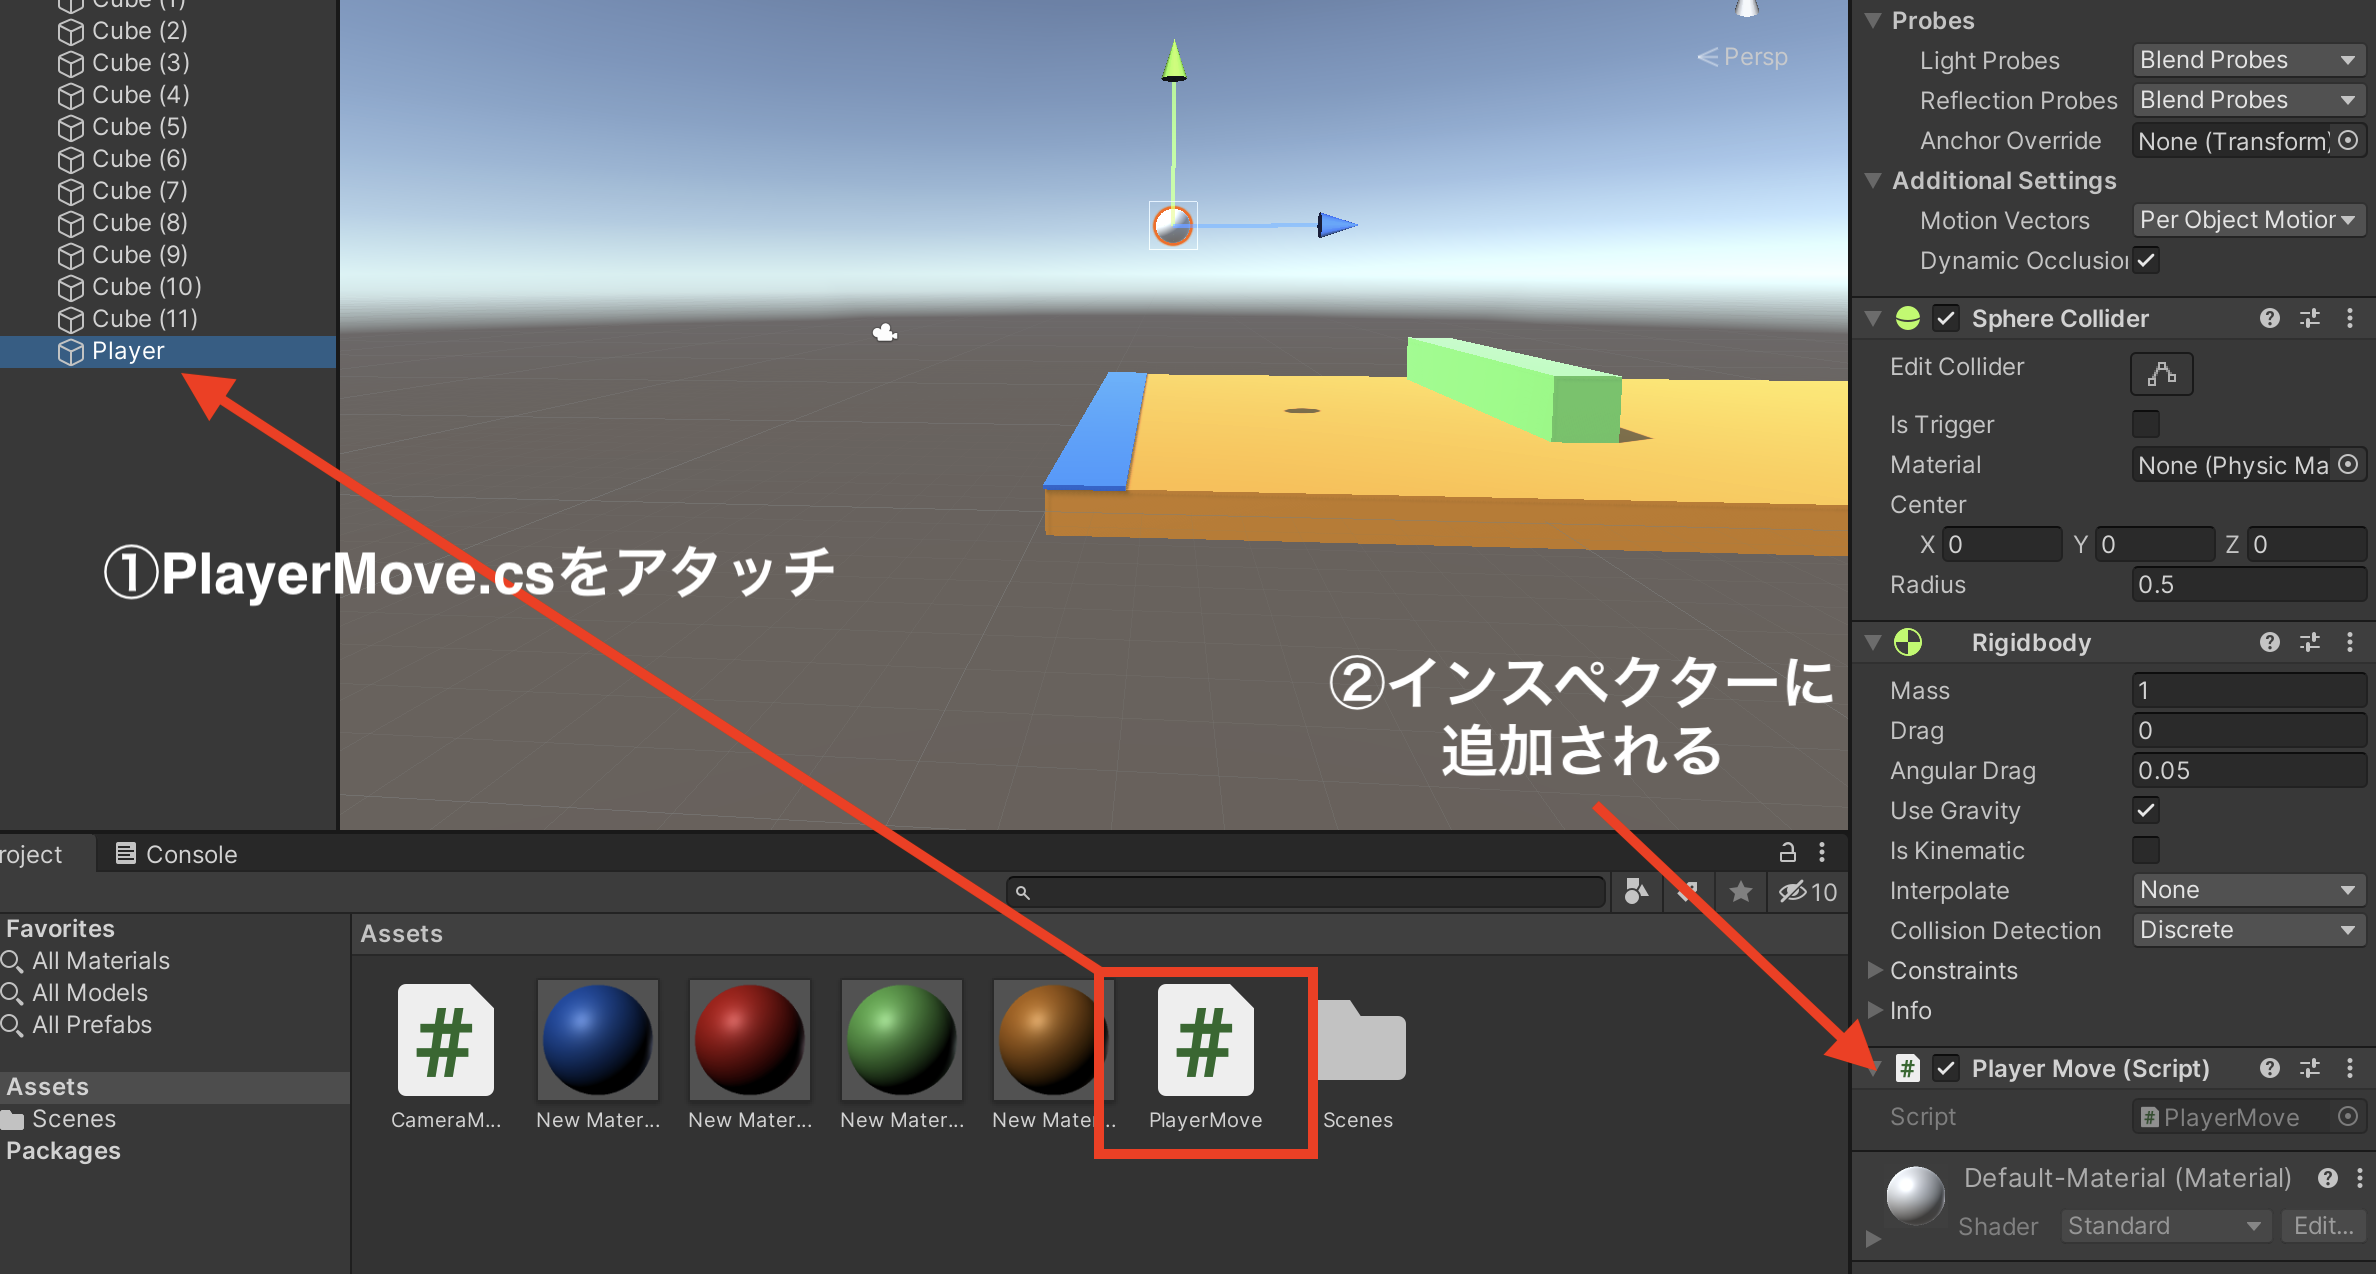 Cube (1)
Cube (2)
Cube (3)
Cube (4)
Cube (5)
Cube (6)
Cube (7)
Cube (8)
Cube (9)
Cube (10)
Cube (11)
Player
Persp
①PlayerMove.csをアタッチ
②インスペクターに
追加される
roject
Console
10
Favorites
All Materials
All Models
All Prefabs
Assets
Scenes
Packages
Assets
CameraM...
New Mater...
New Mater...
New Mater...
New Mater...
PlayerMove
Scenes
Probes
Light Probes Blend Probes
Reflection Probes Blend Probes
Anchor Override None (Transform)
Additional Settings
Motion Vectors Per Object Motion
Dynamic Occlusion
Sphere Collider
Edit Collider
Is Trigger
Material None (Physic Ma
Center
X 0 Y 0 Z 0
Radius 0.5
Rigidbody
Mass 1
Drag 0
Angular Drag 0.05
Use Gravity
Is Kinematic
Interpolate None
Collision Detection Discrete
Constraints
Info
# Player Move (Script)
Script # PlayerMove
Default-Material (Material)
Shader Standard Edit...